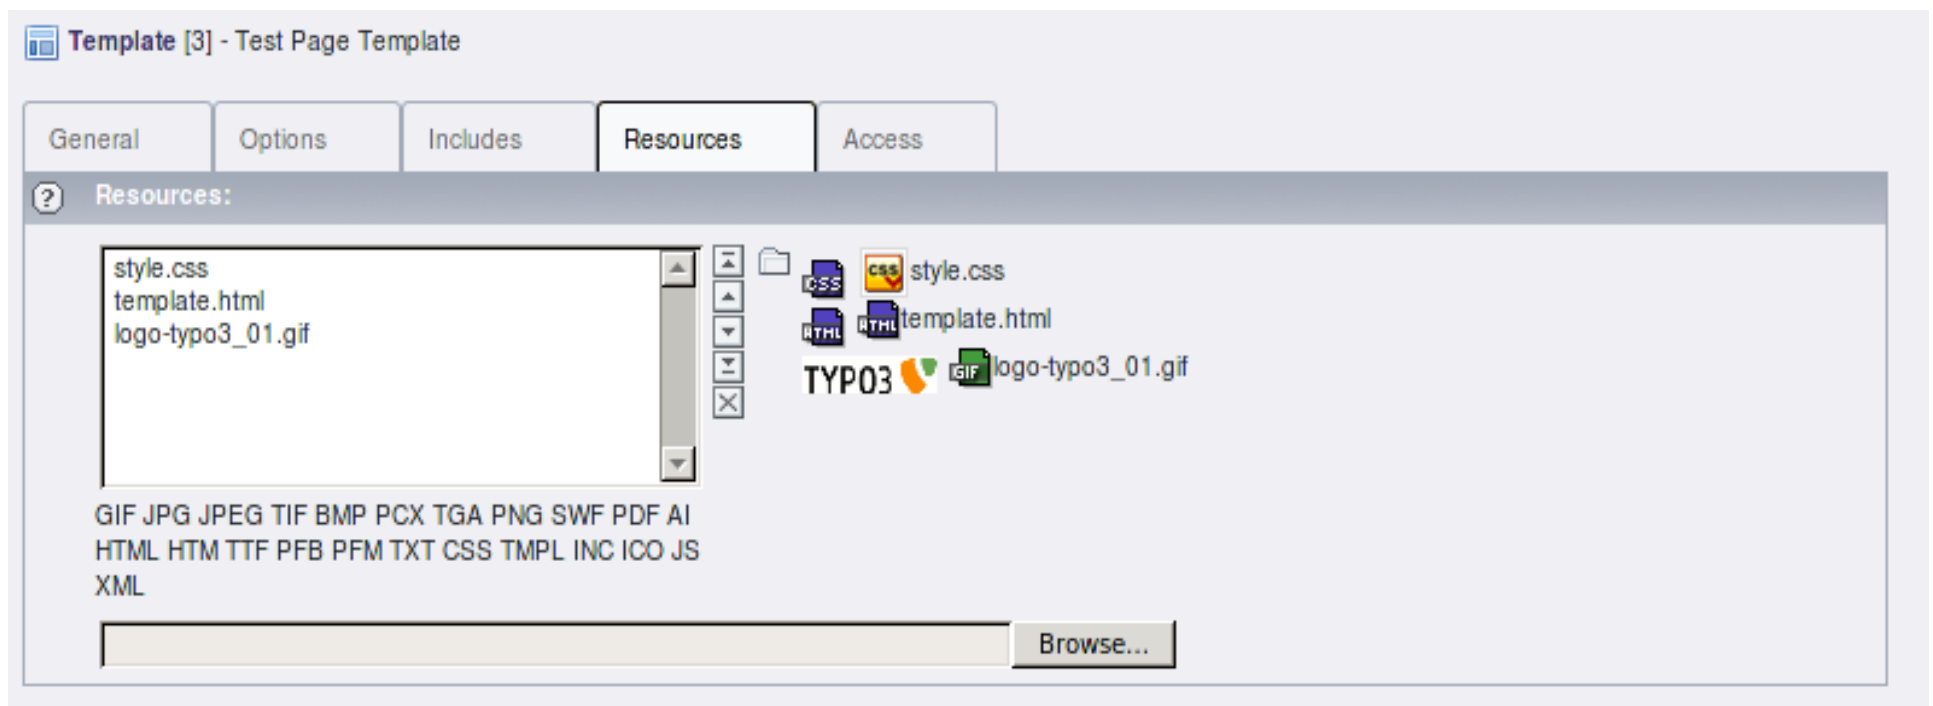 Template [3] - Test Page Template
General Options Includes Resources Access
? Resources:
style.css
template.html
logo-typo3_01.gif
CSS css style.css
HTML HTML template.html
TYPO3 GIF logo-typo3_01.gif
GIF JPG JPEG TIF BMP PCX TGA PNG SWF PDF AI
HTML HTM TTF PFB PFM TXT CSS TMPL INC ICO JS
XML
Browse...